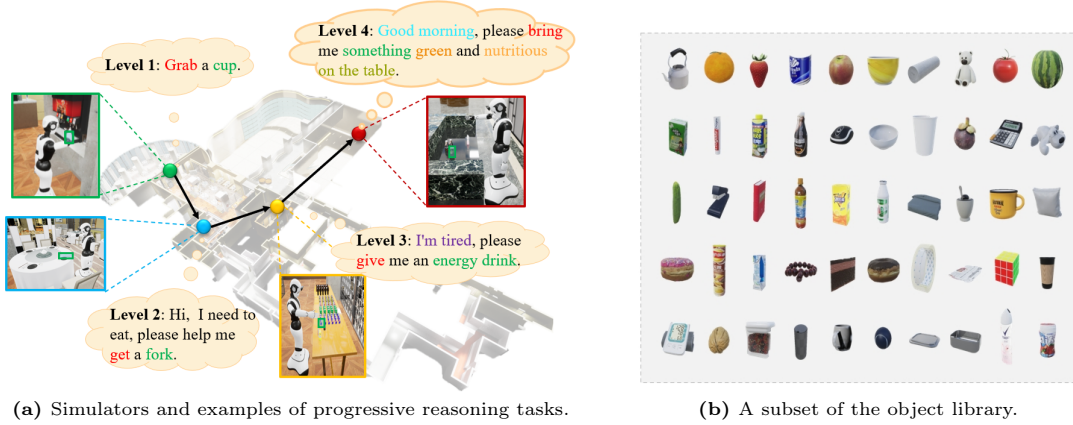 Level 1: Grab a cup.
Level 4: Good morning, please bring
me something green and nutritious
on the table.
Level 3: I'm tired, please
give me an energy drink.
Level 2: Hi, I need to
eat, please help me
get a fork.
(a) Simulators and examples of progressive reasoning tasks.
(b) A subset of the object library.